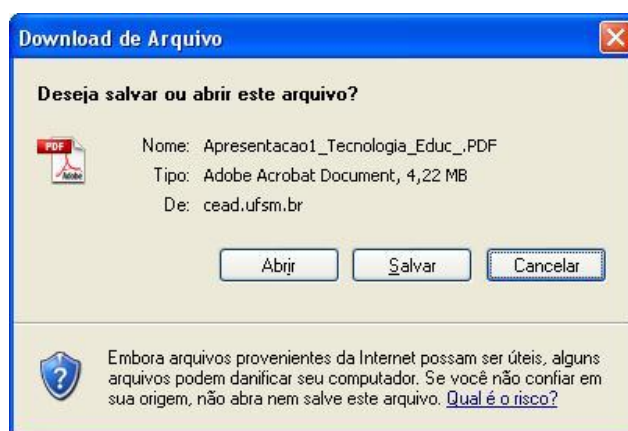 Download de Arquivo
Deseja salvar ou abrir este arquivo?
PDF
Adobe
Nome: Apresentacao1_Tecnologia_Educ_.PDF
Tipo: Adobe Acrobat Document, 4,22 MB
De: cead.ufsm.br
Abrir Salvar Cancelar
Embora arquivos provenientes da Internet possam ser úteis, alguns
arquivos podem danificar seu computador. Se você não confiar em
sua origem, não abra nem salve este arquivo. Qual é o risco?